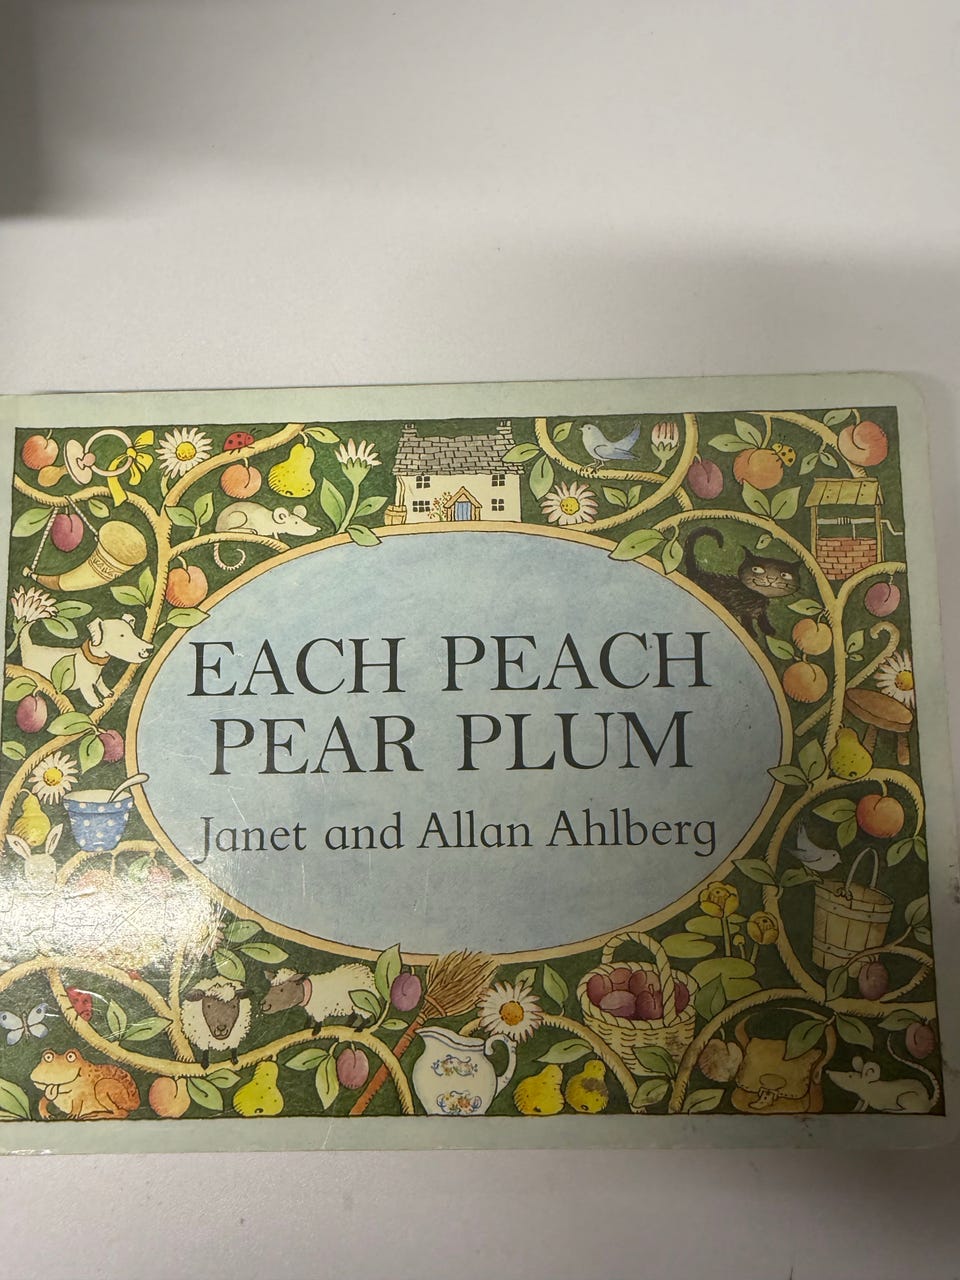 EACH PEACH
PEAR PLUM
Janet and Allan Ahlberg